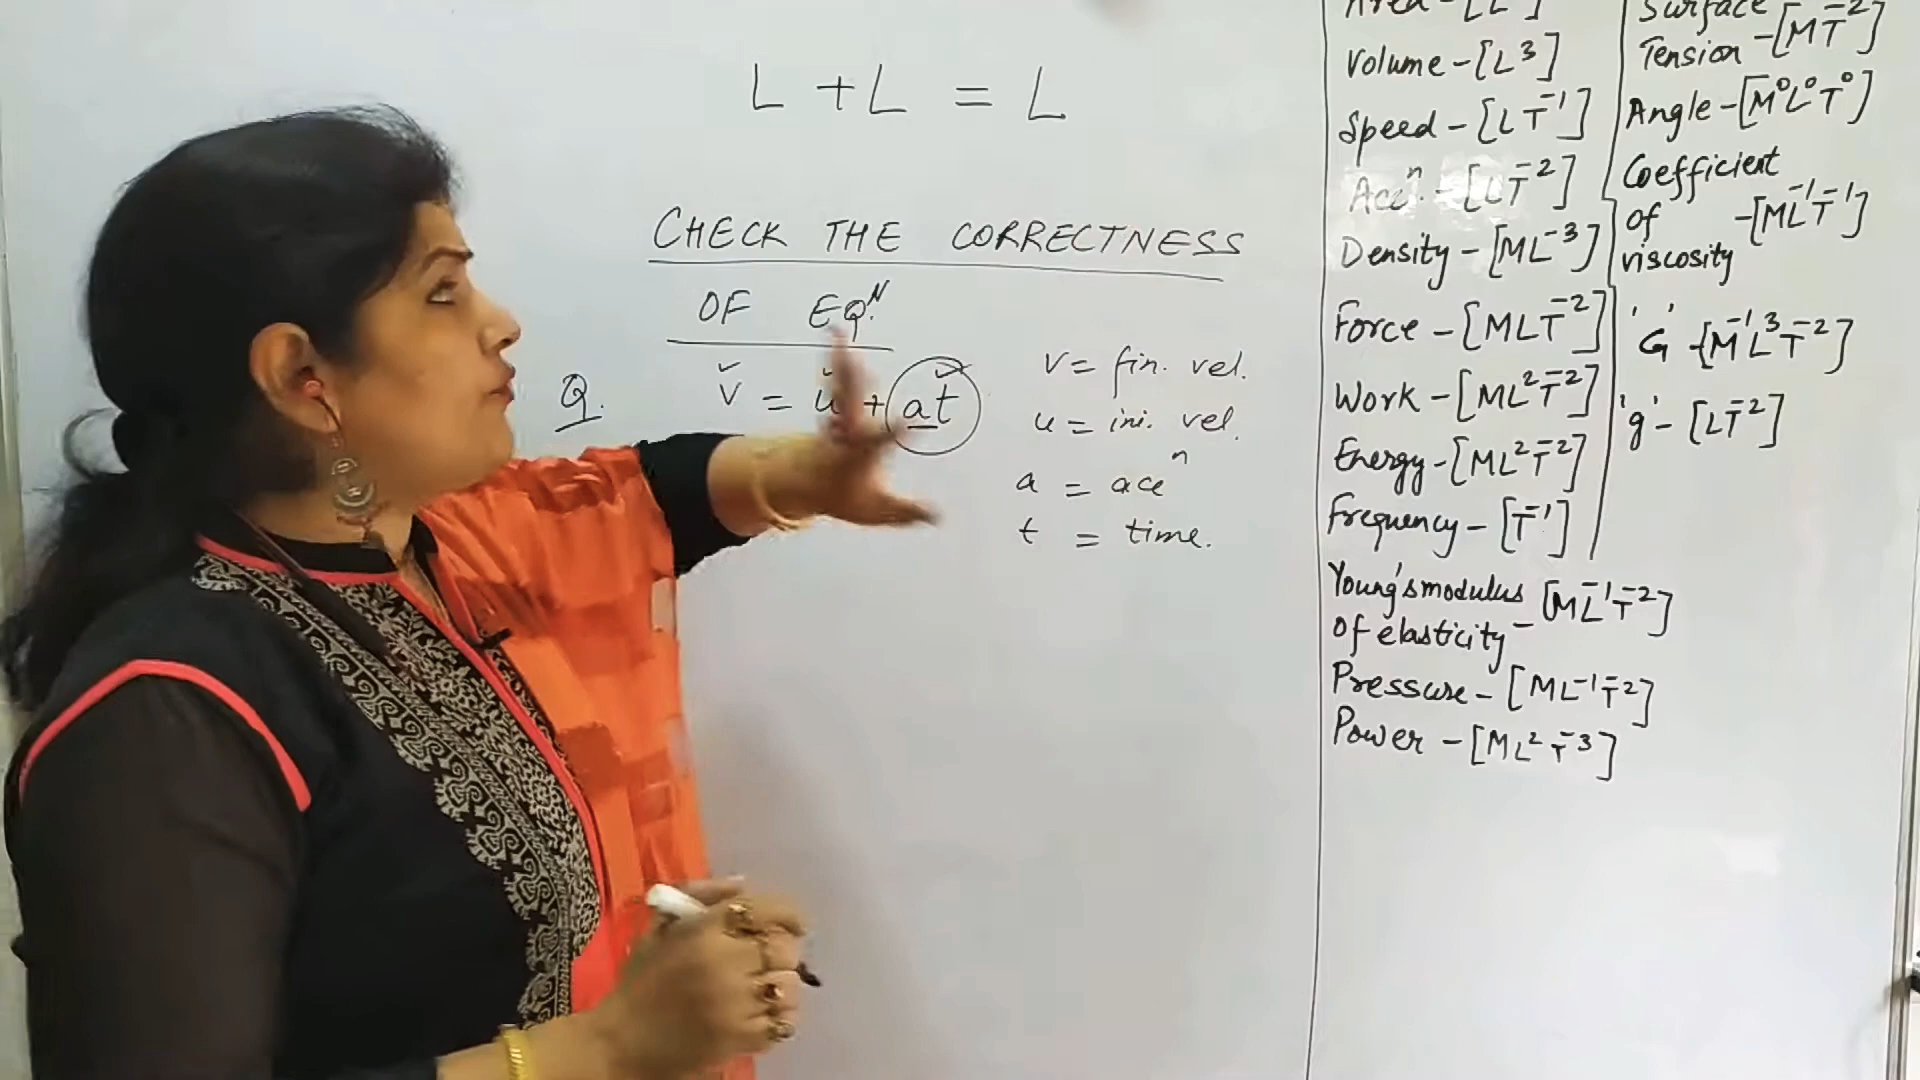 L + L = L
CHECK THE CORRECTNESS
OF EQᴺ.
Q. v = u + at
v = fin. vel.
u = ini. vel.
a = aceⁿ
t = time.
Area - [L²]
Volume - [L³]
Speed - [LT⁻¹]
Aceⁿ. - [LT⁻²]
Density - [ML⁻³]
Force - [MLT⁻²]
Work - [ML²T⁻²]
Energy - [ML²T⁻²]
Frequency - [T⁻¹]
Young's modulus
of elasticity - [ML⁻¹T⁻²]
Pressure - [ML⁻¹T⁻²]
Power - [ML²T⁻³]
Surface
Tension - [MT⁻²]
Angle - [M⁰L⁰T⁰]
Coefficient
of
viscosity - [ML⁻¹T⁻¹]
'G' - [M⁻¹L³T⁻²]
'g' - [LT⁻²]